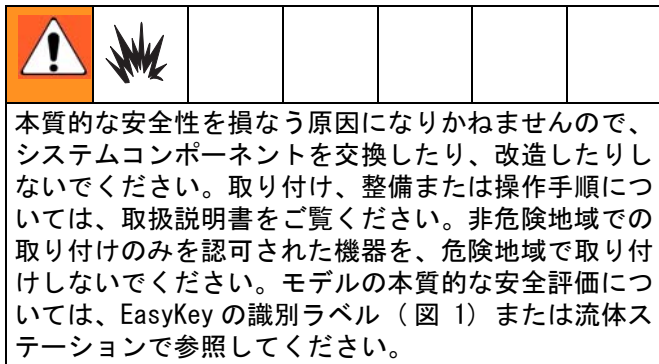 本質的な安全性を損なう原因になりかねませんので、
システムコンポーネントを交換したり、改造したりし
ないでください。取り付け、整備または操作手順につ
いては、取扱説明書をご覧ください。非危険地域での
取り付けのみを認可された機器を、危険地域で取り付
けしないでください。モデルの本質的な安全評価につ
いては、EasyKey の識別ラベル ( 図 1) または流体ス
テーションで参照してください。